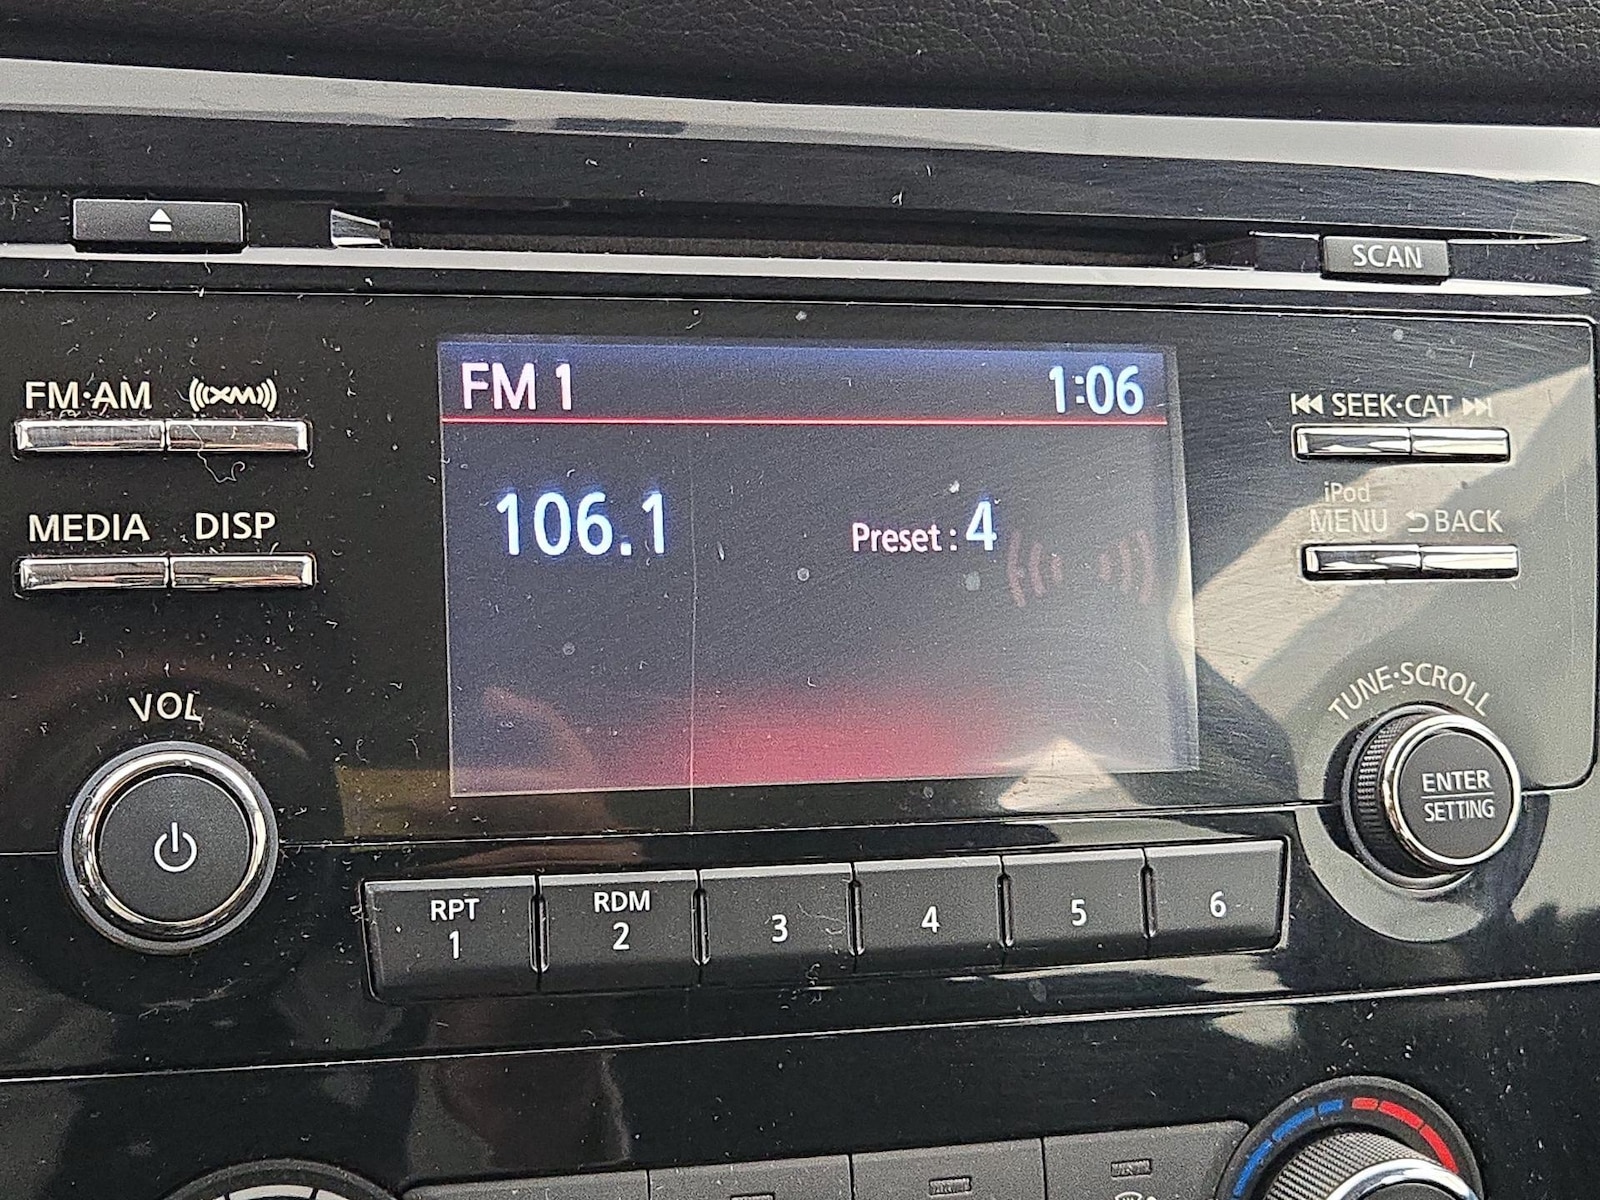 SCAN
FM·AM XM
FM 1 1:06
SEEK·CAT
106.1 Preset : 4
iPod
MENU BACK
MEDIA DISP
VOL
TUNE·SCROLL
ENTER
SETTING
RPT
1
RDM
2
3
4
5
6